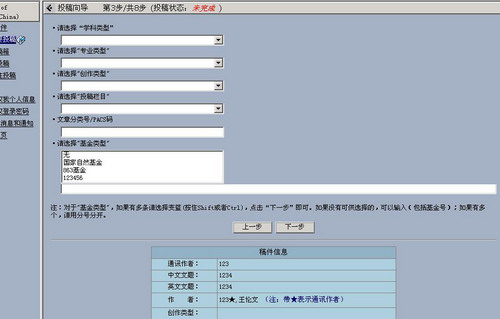 of
China)
投稿向导 第3步/共8步 (投稿状态：未完成 )
件
稿箱
投稿
投稿
改个人信息
登录密码
消息和通知
页
·请选择“学科类型”
·请选择"专业类型"
·请选择"创作类型"
·请选择"投稿栏目"
·文章分类号/PACS码
·请选择"基金类型"
无
国家自然基金
863基金
123456
注：对于"基金类型"，如果有多条请选择变蓝(按住Shift或者Ctrl)，点击“下一步”即可。如果没有可供选择的，可以输入(包括基金号)；如果有多
个，请用分号分开。
上一步 下一步
稿件信息
通讯作者： 123
中文文题： 1234
英文文题： 1234
作 者： 123★,王伦文 (注：带★表示通讯作者)
创作类型：